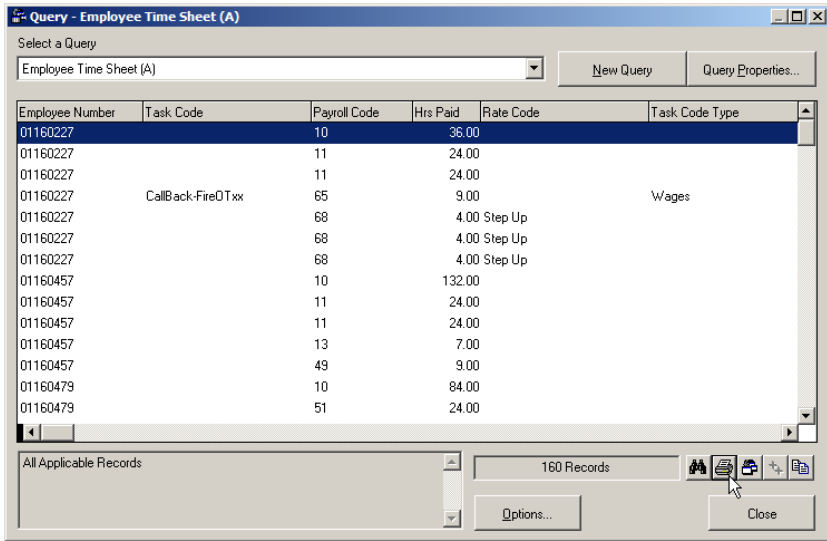 Query - Employee Time Sheet (A)
Select a Query
Employee Time Sheet (A)
New Query
Query Properties...
Employee Number Task Code Payroll Code Hrs Paid Rate Code Task Code Type
01160227 10 36.00
01160227 11 24.00
01160227 11 24.00
01160227 CallBack-FireOTxx 65 9.00 Wages
01160227 68 4.00 Step Up
01160227 68 4.00 Step Up
01160227 68 4.00 Step Up
01160457 10 132.00
01160457 11 24.00
01160457 11 24.00
01160457 13 7.00
01160457 49 9.00
01160479 10 84.00
01160479 51 24.00
All Applicable Records
160 Records
Options...
Close